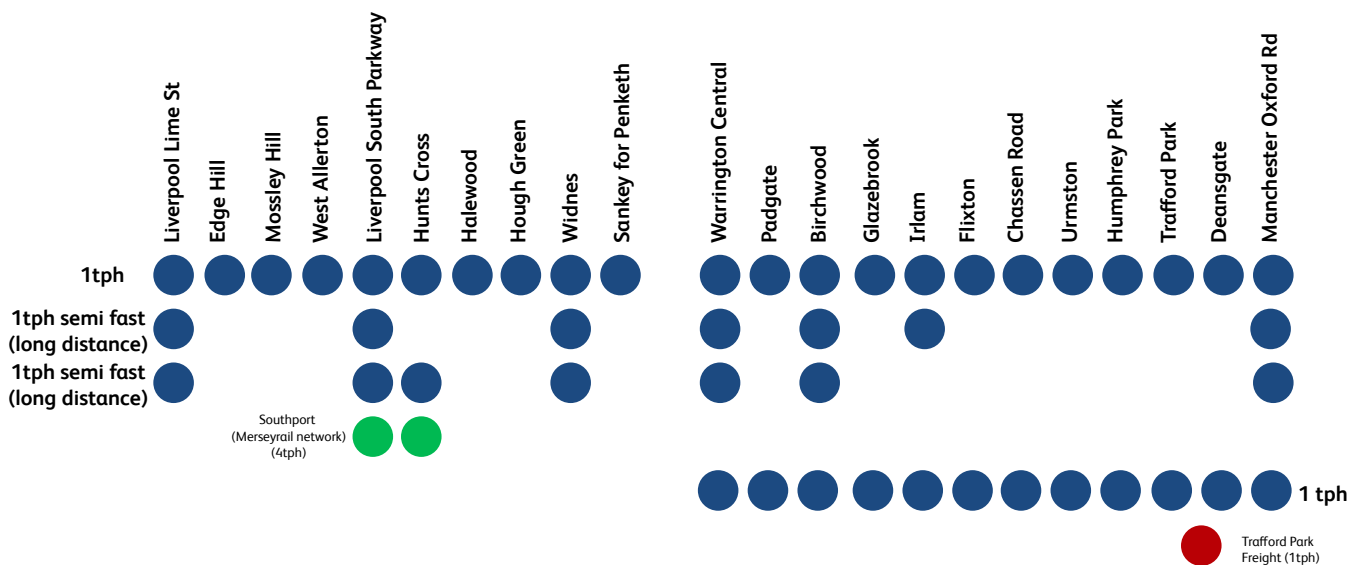 Liverpool Lime St
Edge Hill
Mossley Hill
West Allerton
Liverpool South Parkway
Hunts Cross
Halewood
Hough Green
Widnes
Sankey for Penketh
Warrington Central
Padgate
Birchwood
Glazebrook
Irlam
Flixton
Chassen Road
Urmston
Humphrey Park
Trafford Park
Deansgate
Manchester Oxford Rd
1tph
1tph semi fast
(long distance)
1tph semi fast
(long distance)
Southport
(Merseyrail network)
(4tph)
1 tph
Trafford Park
Freight (1tph)